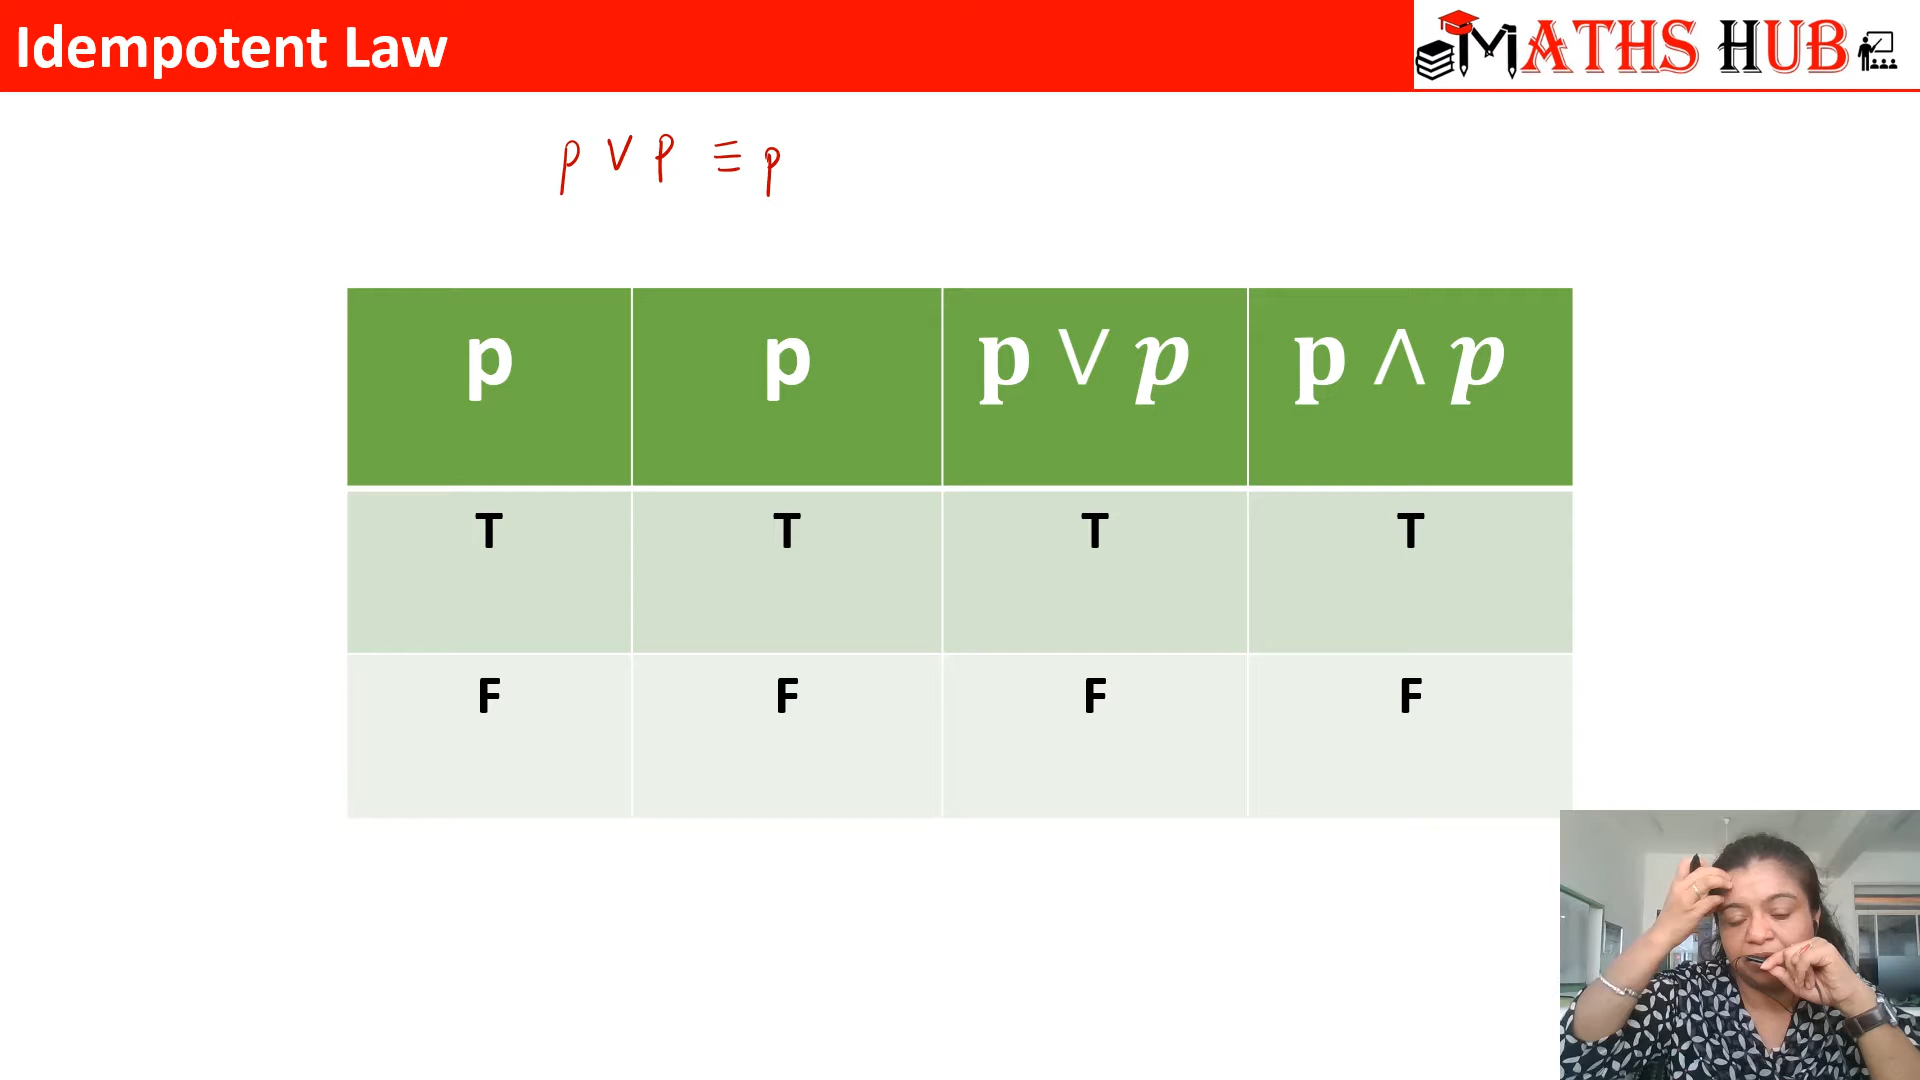 Idempotent Law
MATHS HUB
p ∨ p ≡ p
p p p ∨ p p ∧ p
T T T T
F F F F